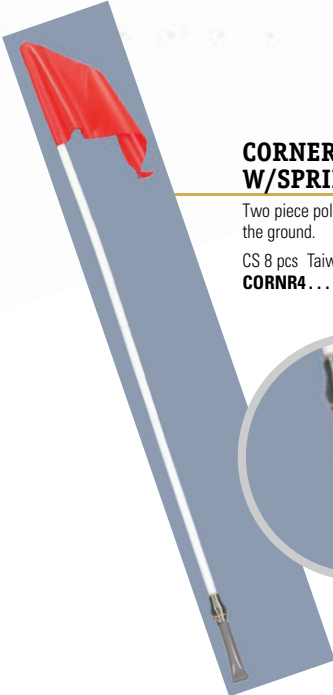 CORNER
W/SPRI
Two piece pol
the ground.
CS 8 pcs Taiw
CORNR4....